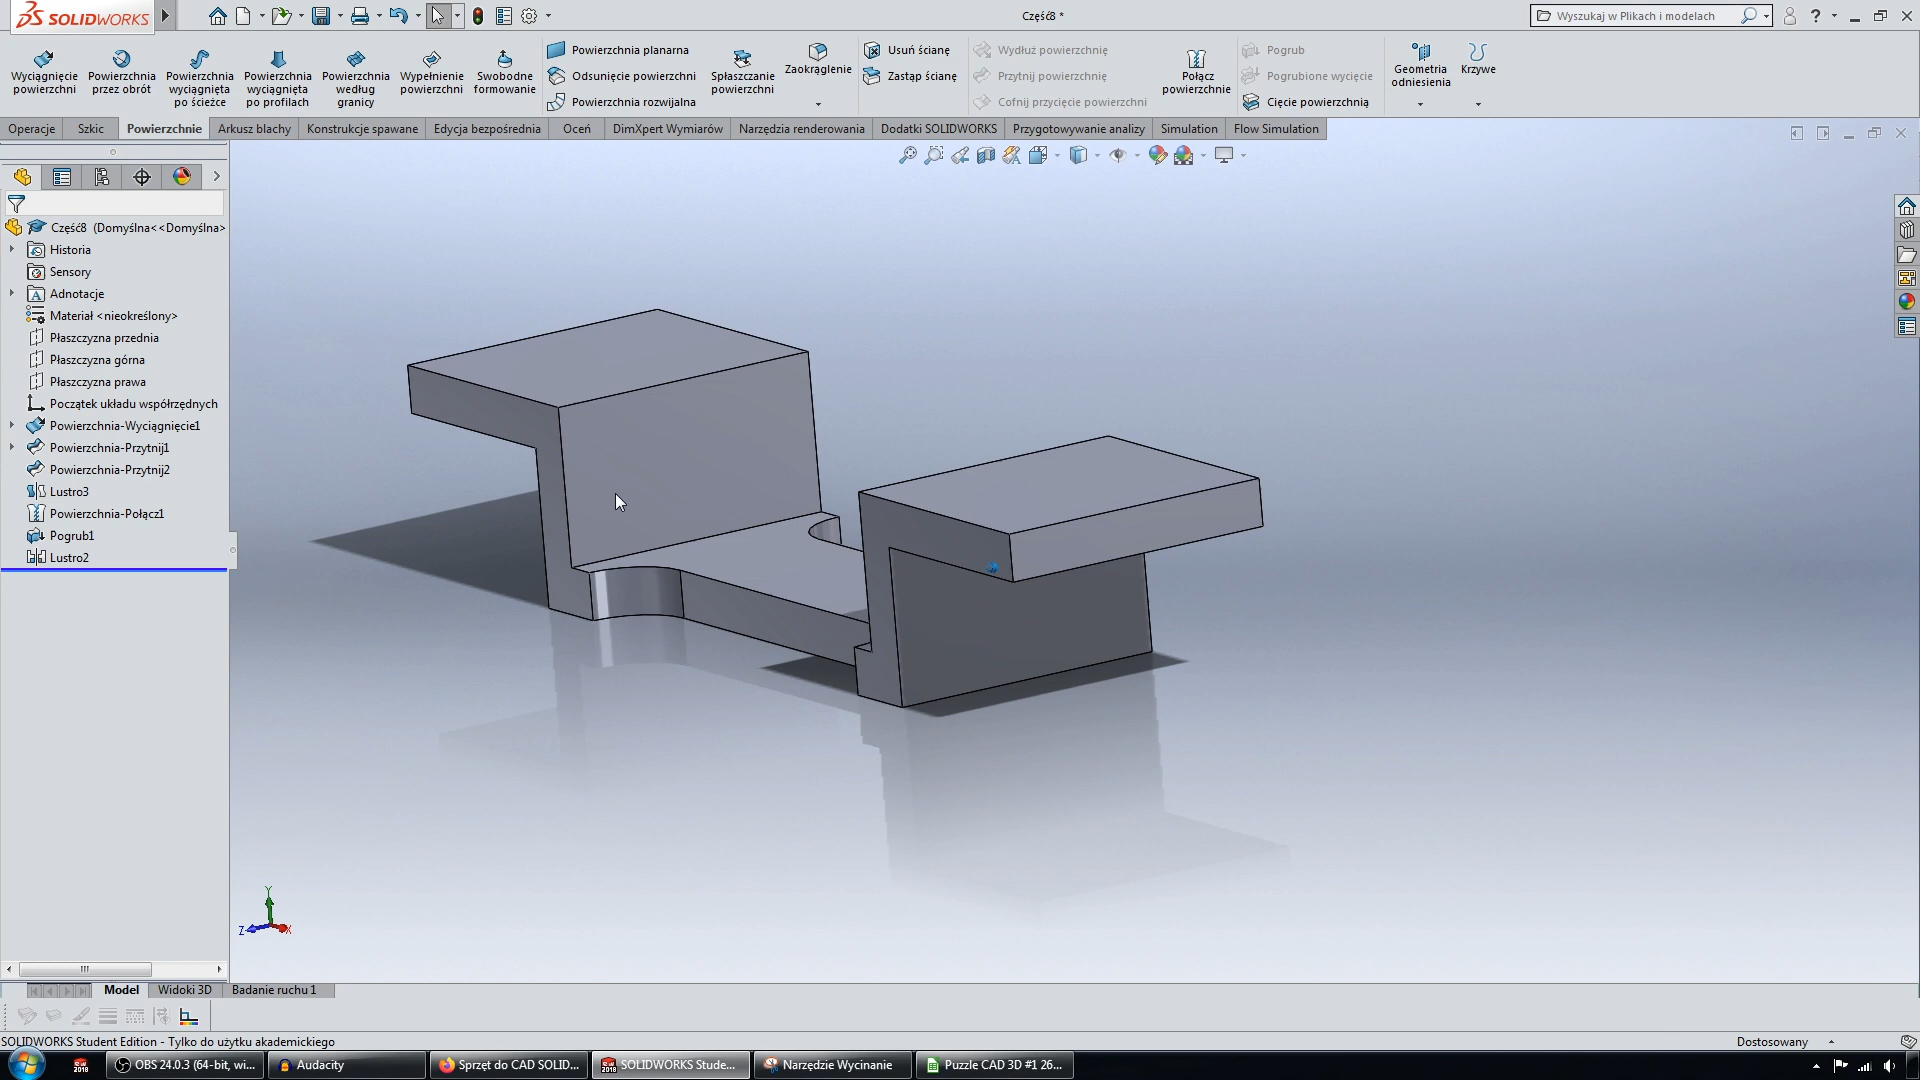 SOLIDWORKS
Część8 *
Wyszukaj w Plikach i modelach
?
Wyciągnięcie powierzchni
Powierzchnia przez obrót
Powierzchnia wyciągnięta po ścieżce
Powierzchnia wyciągnięta po profilach
Powierzchnia według granicy
Wypełnienie powierzchni
Swobodne formowanie
Powierzchnia planarna
Odsunięcie powierzchni
Powierzchnia rozwijalna
Spłaszczanie powierzchni
Zaokrąglenie
Usuń ścianę
Zastąp ścianę
Wydłuż powierzchnię
Przytnij powierzchnię
Cofnij przycięcie powierzchni
Połącz powierzchnie
Pogrub
Pogrubione wycięcie
Cięcie powierzchnią
Geometria odniesienia
Krzywe
Operacje
Szkic
Powierzchnie
Arkusz blachy
Konstrukcje spawane
Edycja bezpośrednia
Oceń
DimXpert Wymiarów
Narzędzia renderowania
Dodatki SOLIDWORKS
Przygotowywanie analizy
Simulation
Flow Simulation
Część8 (Domyślna<<Domyślna>
Historia
Sensory
Adnotacje
Materiał <nieokreślony>
Płaszczyzna przednia
Płaszczyzna górna
Płaszczyzna prawa
Początek układu współrzędnych
Powierzchnia-Wyciągnięcie1
Powierzchnia-Przytnij1
Powierzchnia-Przytnij2
Lustro3
Powierzchnia-Połącz1
Pogrub1
Lustro2
Y
Z
X
Model
Widoki 3D
Badanie ruchu 1
SOLIDWORKS Student Edition - Tylko do użytku akademickiego
Dostosowany
OBS 24.0.3 (64-bit, wi...
Audacity
Sprzęt do CAD SOLID...
SOLIDWORKS Stude...
Narzędzie Wycinanie
Puzzle CAD 3D #1 26...